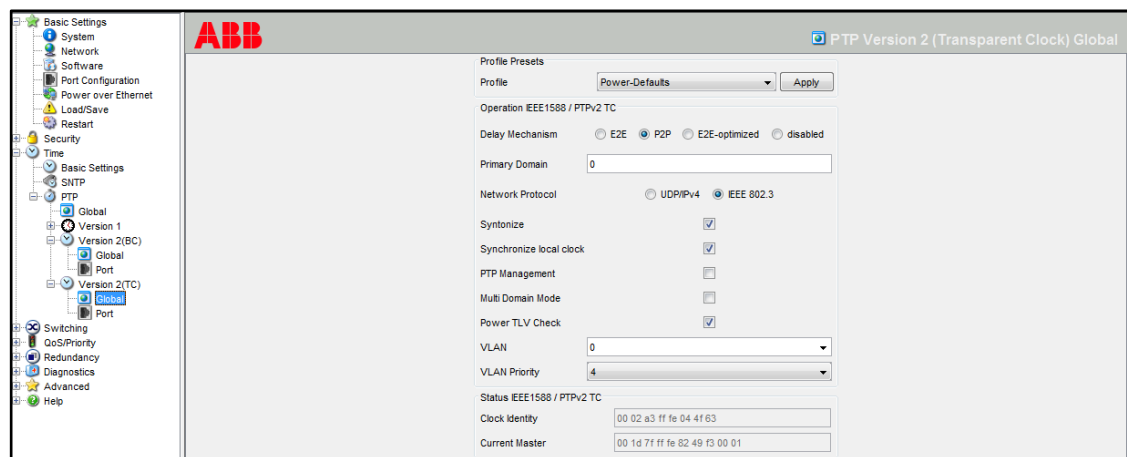 Basic Settings
System
Network
Software
Port Configuration
Power over Ethernet
Load/Save
Restart
Security
Time
Basic Settings
SNTP
PTP
Global
Version 1
Version 2(BC)
Global
Port
Version 2(TC)
Global
Port
Switching
QoS/Priority
Redundancy
Diagnostics
Advanced
Help
ABB
PTP Version 2 (Transparent Clock) Global
Profile Presets
Profile Power-Defaults Apply
Operation IEEE1588 / PTPv2 TC
Delay Mechanism E2E P2P E2E-optimized disabled
Primary Domain 0
Network Protocol UDP/IPv4 IEEE 802.3
Syntonize
Synchronize local clock
PTP Management
Multi Domain Mode
Power TLV Check
VLAN 0
VLAN Priority 4
Status IEEE1588 / PTPv2 TC
Clock Identity 00 02 a3 ff fe 04 4f 63
Current Master 00 1d 7f ff fe 82 49 f3 00 01